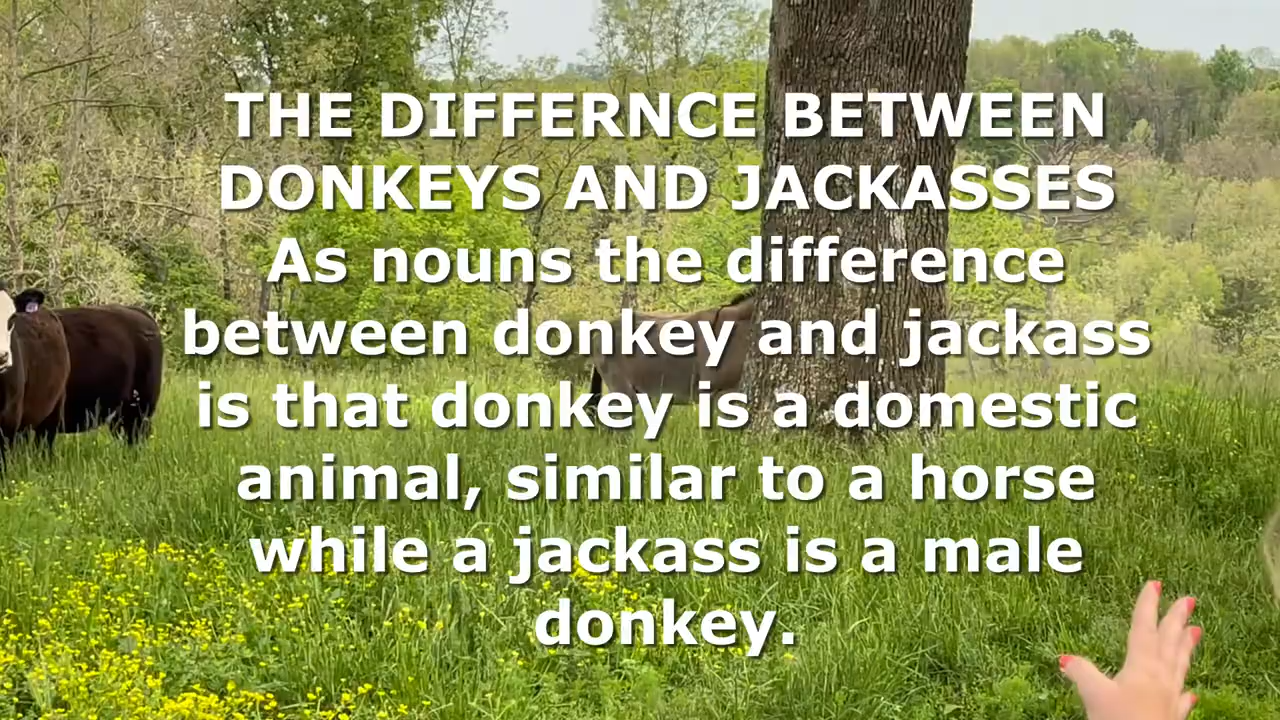 THE DIFFERNCE BETWEEN
DONKEYS AND JACKASSES
As nouns the difference
between donkey and jackass
is that donkey is a domestic
animal, similar to a horse
while a jackass is a male
donkey.